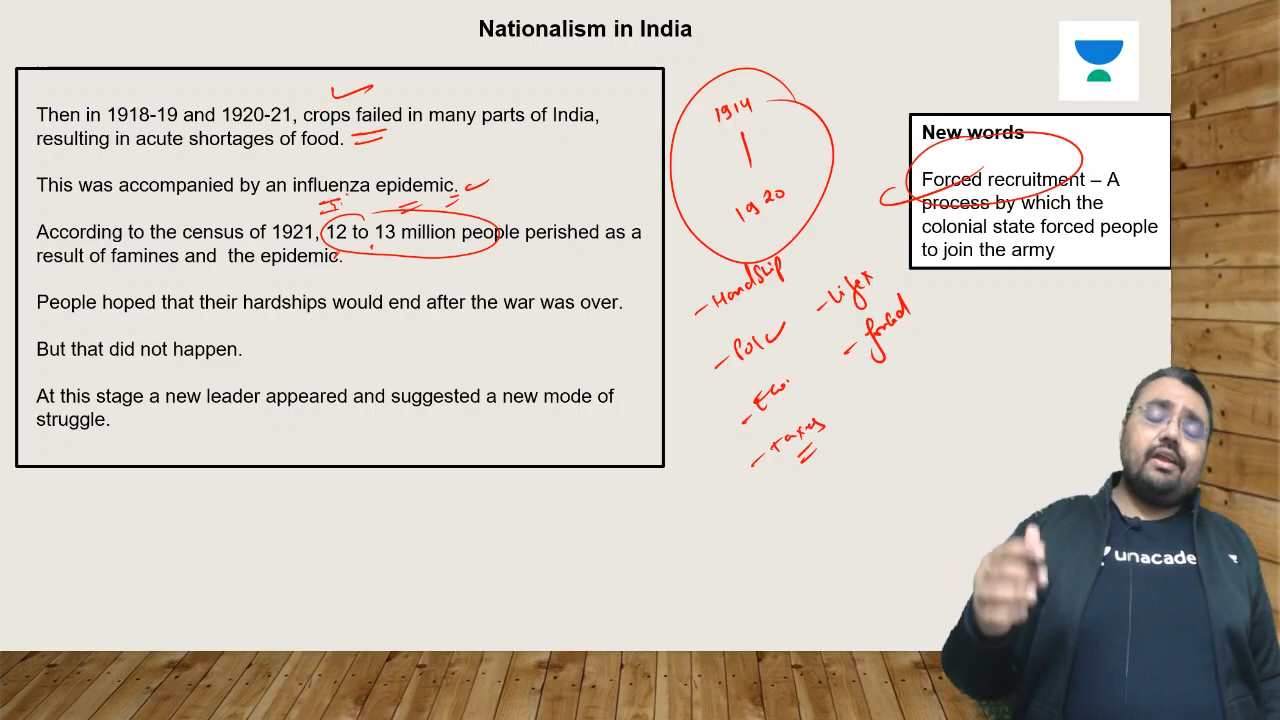 Nationalism in India
Then in 1918-19 and 1920-21, crops failed in many parts of India,
resulting in acute shortages of food.
This was accompanied by an influenza epidemic.
According to the census of 1921, 12 to 13 million people perished as a
result of famines and the epidemic.
People hoped that their hardships would end after the war was over.
But that did not happen.
At this stage a new leader appeared and suggested a new mode of
struggle.
1914
1920
- Hardship
- Pol
- Eco
- Taxes
- forced
New words
Forced recruitment – A
process by which the
colonial state forced people
to join the army
unacade